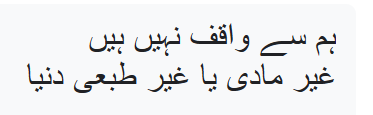 ہم سے واقف نہیں ہیں
غیر مادی یا غیر طبعی دنیا